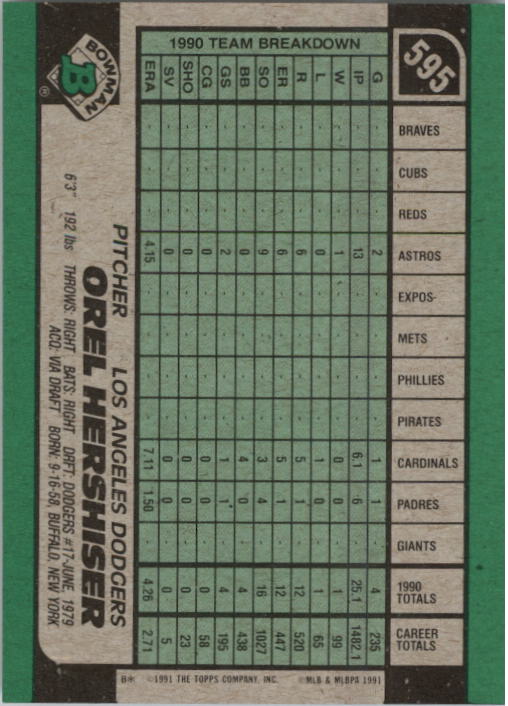 595
1990 TEAM BREAKDOWN
G IP W L R ER SO BB GS CG SHO SV ERA
BRAVES - - - - - - - - - - - - -
CUBS - - - - - - - - - - - - -
REDS - - - - - - - - - - - - -
ASTROS 2 13 1 0 6 6 9 0 2 0 0 0 4.15
EXPOS- - - - - - - - - - - - - -
METS - - - - - - - - - - - - -
PHILLIES - - - - - - - - - - - - -
PIRATES - - - - - - - - - - - - -
CARDINALS 1 6.1 0 1 5 5 3 4 1 0 0 0 7.11
PADRES 1 6 0 0 1 1 4 0 1 0 0 0 1.50
GIANTS - - - - - - - - - - - - -
1990 TOTALS 4 25.1 1 1 12 12 16 4 4 0 0 0 4.26
CAREER TOTALS 235 1482.1 99 65 520 447 1027 438 195 58 23 5 2.71
BOWMAN
B
®
PITCHER LOS ANGELES DODGERS
OREL HERSHISER
6'3" 192 lbs THROWS: RIGHT BATS: RIGHT DRFT: DODGERS #17-JUNE, 1979
ACQ: VIA DRAFT BORN: 9-16-58, BUFFALO, NEW YORK
B* ©1991 THE TOPPS COMPANY, INC. ©MLB & MLBPA 1991